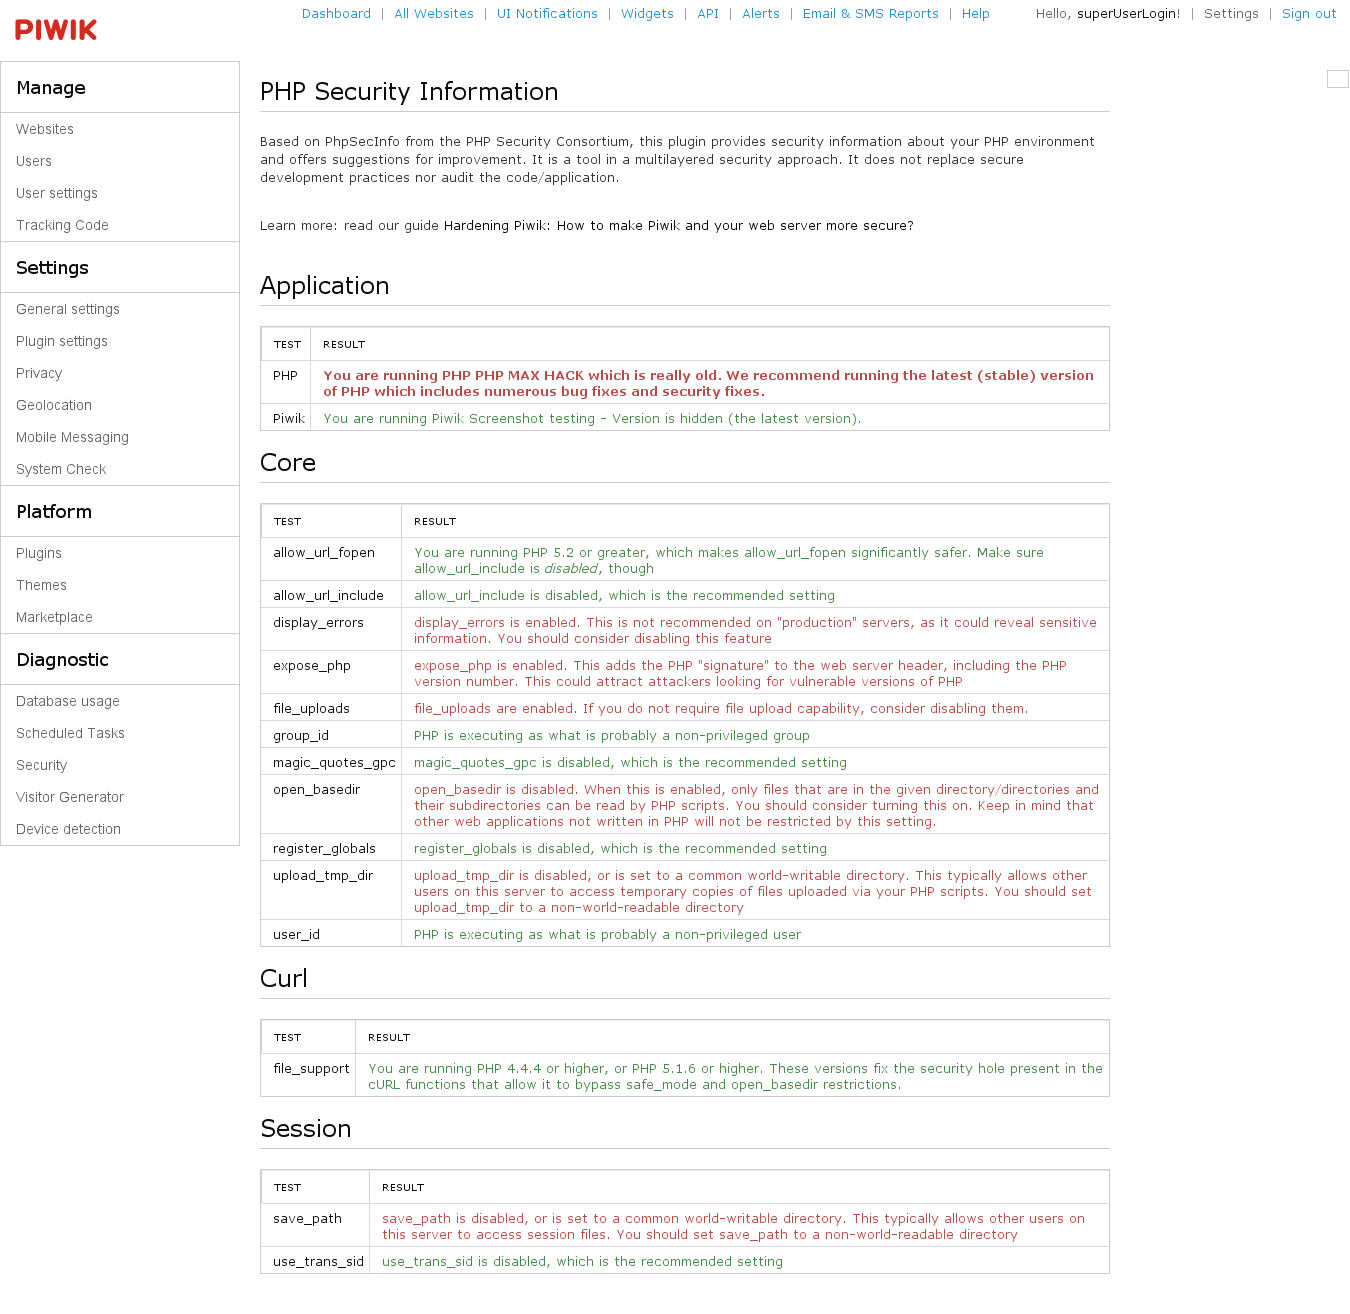 PIWIK
Dashboard | All Websites | UI Notifications | Widgets | API | Alerts | Email & SMS Reports | Help
Hello, superUserLogin! | Settings | Sign out
Manage
Websites
Users
User settings
Tracking Code
Settings
General settings
Plugin settings
Privacy
Geolocation
Mobile Messaging
System Check
Platform
Plugins
Themes
Marketplace
Diagnostic
Database usage
Scheduled Tasks
Security
Visitor Generator
Device detection
PHP Security Information
Based on PhpSecInfo from the PHP Security Consortium, this plugin provides security information about your PHP environment
and offers suggestions for improvement. It is a tool in a multilayered security approach. It does not replace secure
development practices nor audit the code/application.
Learn more: read our guide Hardening Piwik: How to make Piwik and your web server more secure?
Application
TEST RESULT
PHP You are running PHP PHP MAX HACK which is really old. We recommend running the latest (stable) version
of PHP which includes numerous bug fixes and security fixes.
Piwik You are running Piwik Screenshot testing - Version is hidden (the latest version).
Core
TEST RESULT
allow_url_fopen You are running PHP 5.2 or greater, which makes allow_url_fopen significantly safer. Make sure
allow_url_include is disabled, though
allow_url_include allow_url_include is disabled, which is the recommended setting
display_errors display_errors is enabled. This is not recommended on "production" servers, as it could reveal sensitive
information. You should consider disabling this feature
expose_php expose_php is enabled. This adds the PHP "signature" to the web server header, including the PHP
version number. This could attract attackers looking for vulnerable versions of PHP
file_uploads file_uploads are enabled. If you do not require file upload capability, consider disabling them.
group_id PHP is executing as what is probably a non-privileged group
magic_quotes_gpc magic_quotes_gpc is disabled, which is the recommended setting
open_basedir open_basedir is disabled. When this is enabled, only files that are in the given directory/directories and
their subdirectories can be read by PHP scripts. You should consider turning this on. Keep in mind that
other web applications not written in PHP will not be restricted by this setting.
register_globals register_globals is disabled, which is the recommended setting
upload_tmp_dir upload_tmp_dir is disabled, or is set to a common world-writable directory. This typically allows other
users on this server to access temporary copies of files uploaded via your PHP scripts. You should set
upload_tmp_dir to a non-world-readable directory
user_id PHP is executing as what is probably a non-privileged user
Curl
TEST RESULT
file_support You are running PHP 4.4.4 or higher, or PHP 5.1.6 or higher. These versions fix the security hole present in the
cURL functions that allow it to bypass safe_mode and open_basedir restrictions.
Session
TEST RESULT
save_path save_path is disabled, or is set to a common world-writable directory. This typically allows other users on
this server to access session files. You should set save_path to a non-world-readable directory
use_trans_sid use_trans_sid is disabled, which is the recommended setting